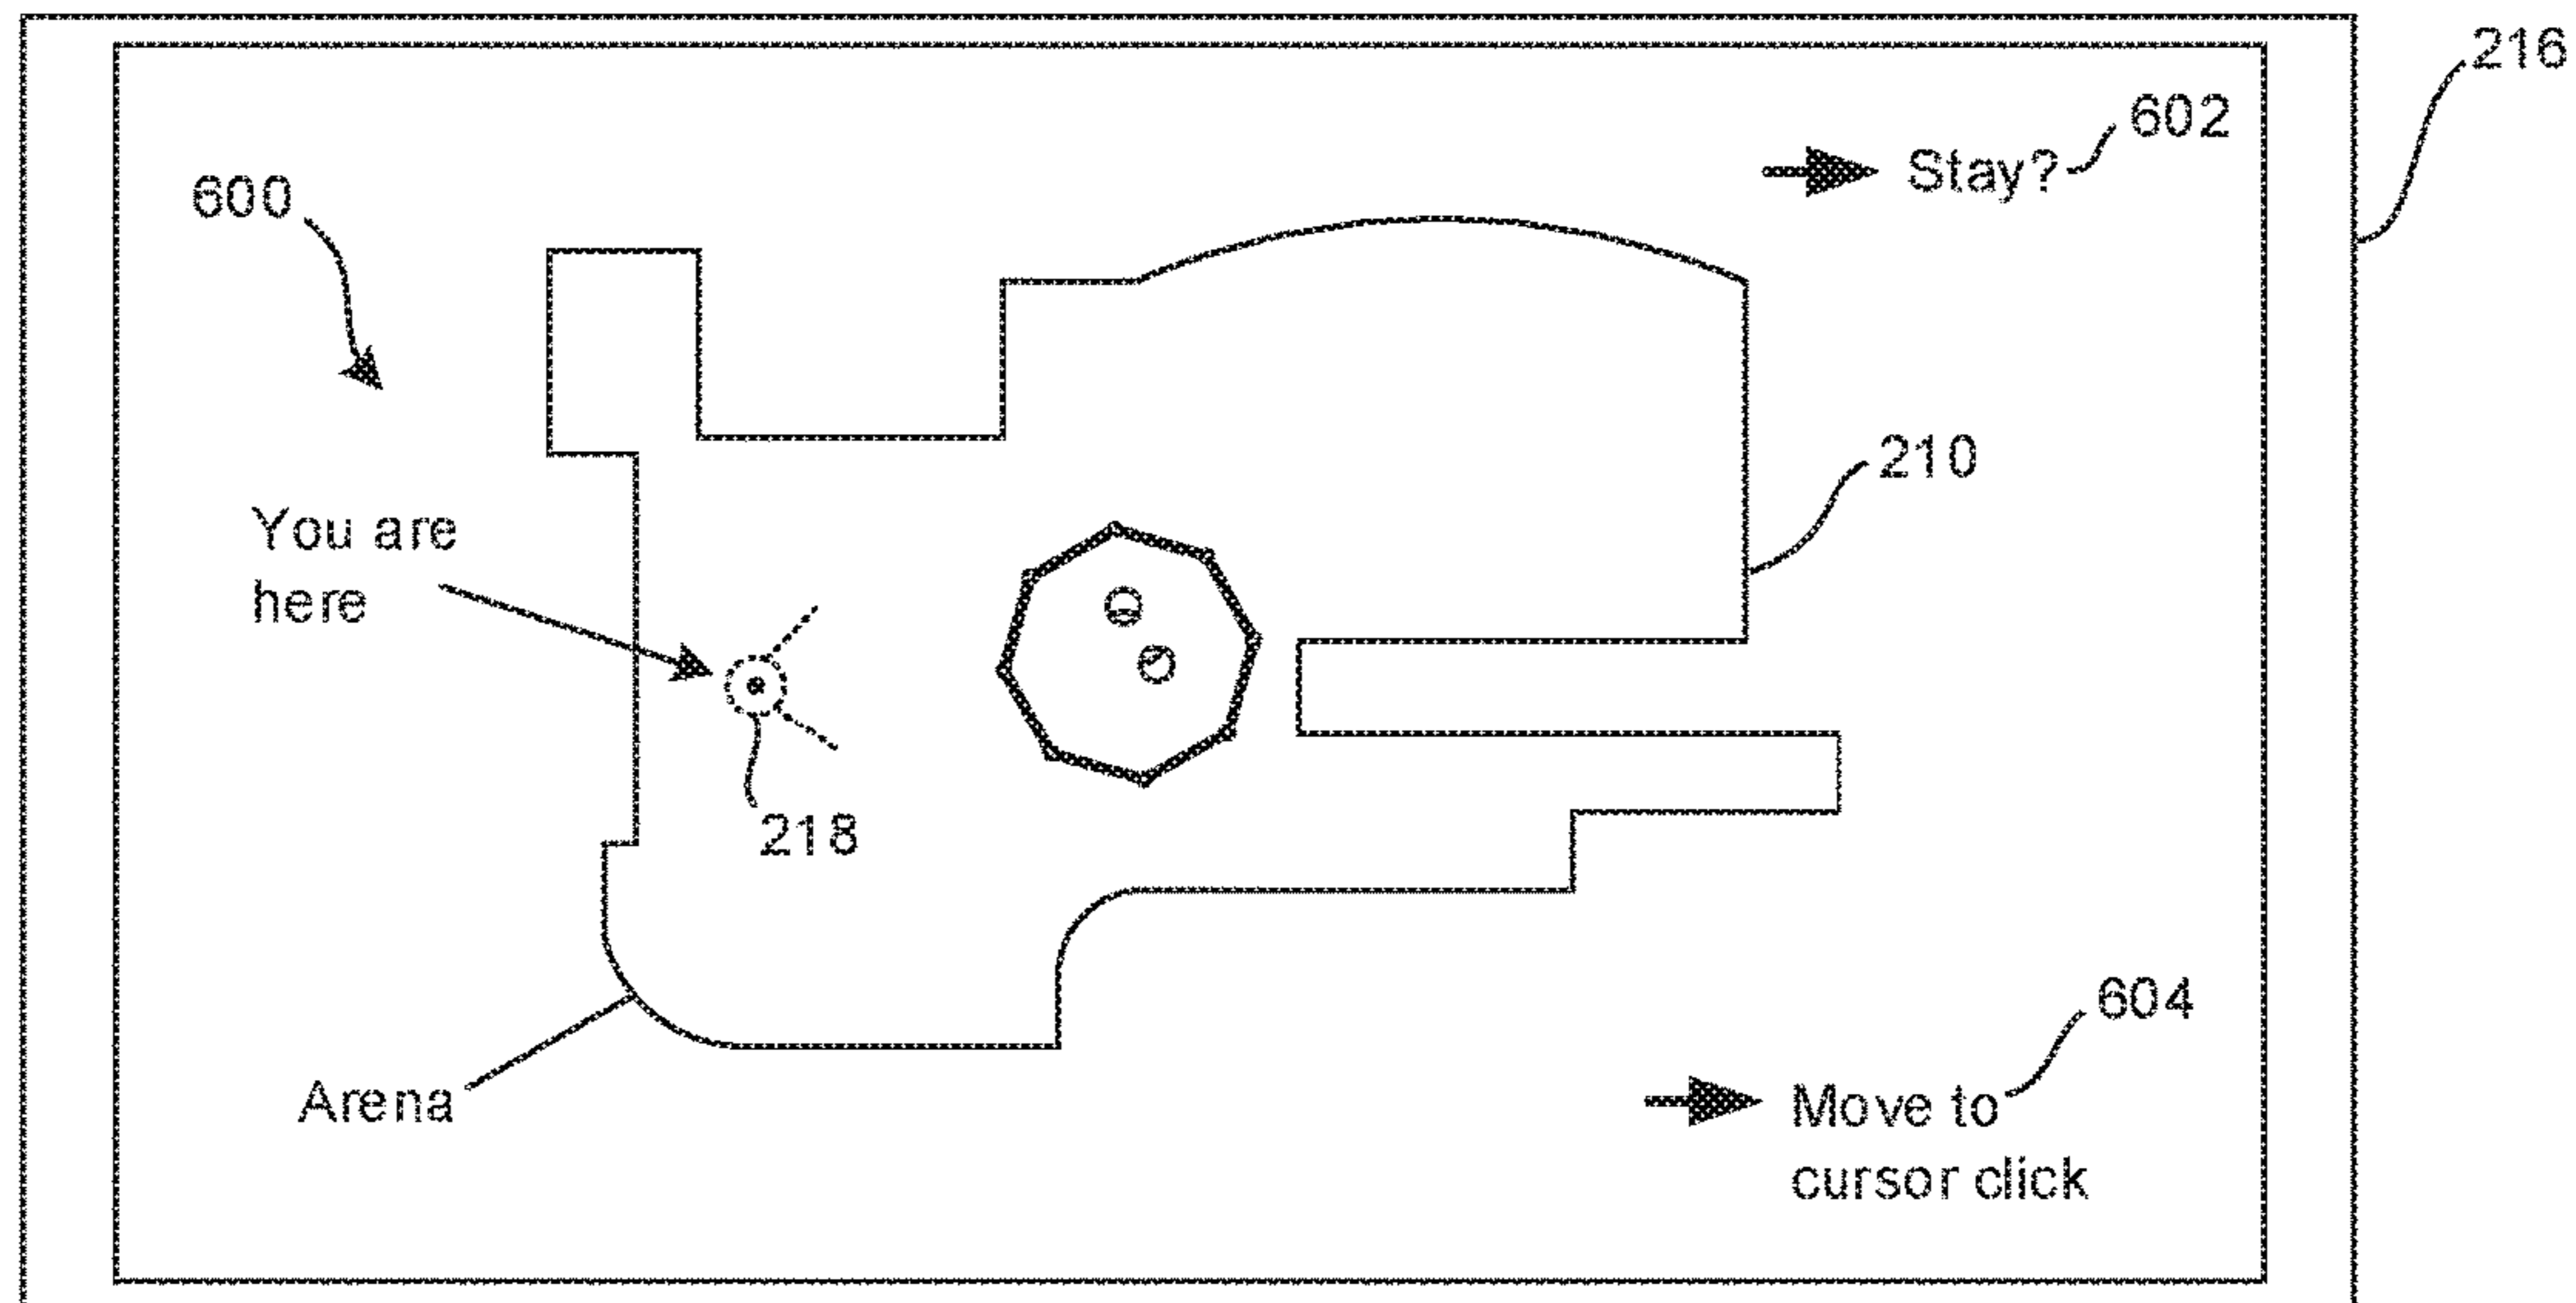 216
602
Stay?
600
210
You are
here
218
604
Arena
Move to
cursor click